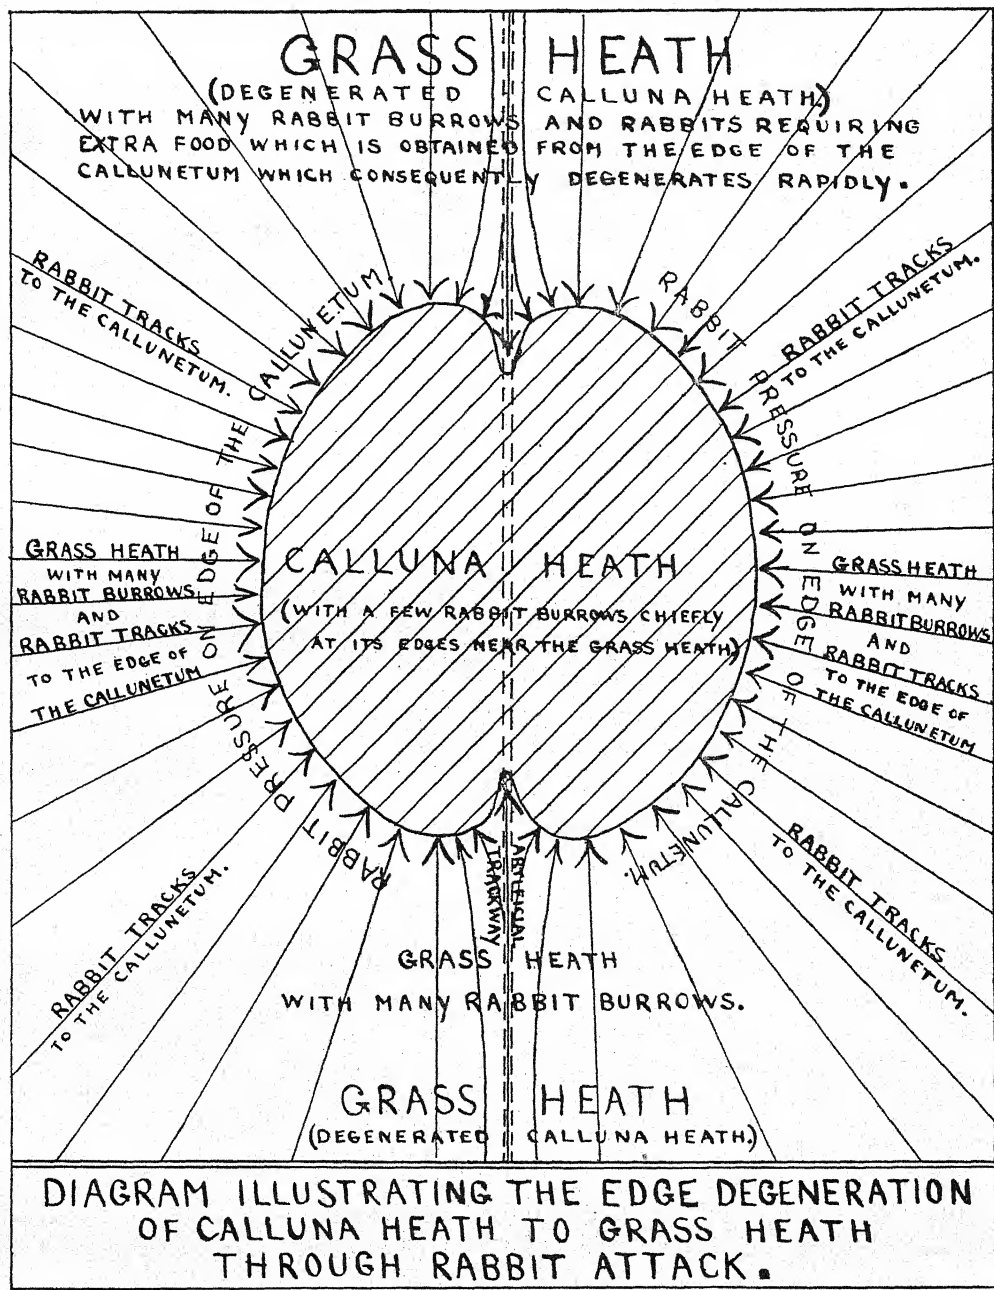 GRASS HEATH
(DEGENERATED CALLUNA HEATH.)
WITH MANY RABBIT BURROWS AND RABBITS REQUIRING
EXTRA FOOD WHICH IS OBTAINED FROM THE EDGE OF THE
CALLUNETUM WHICH CONSEQUENTLY DEGENERATES RAPIDLY.
RABBIT TRACKS
TO THE CALLUNETUM.
RABBIT TRACKS
TO THE CALLUNETUM.
RABBIT PRESSURE ON EDGE OF THE CALLUNETUM.
RABBIT PRESSURE ON EDGE OF THE CALLUNETUM.
GRASS HEATH
WITH MANY
RABBIT BURROWS
AND
RABBIT TRACKS
TO THE EDGE OF
THE CALLUNETUM
CALLUNA HEATH
(WITH A FEW RABBIT BURROWS CHIEFLY
AT ITS EDGES NEAR THE GRASS HEATH)
GRASS HEATH
WITH MANY
RABBIT BURROWS
AND
RABBIT TRACKS
TO THE EDGE OF
THE CALLUNETUM
RABBIT TRACKS
TO THE CALLUNETUM.
RABBIT TRACKS
TO THE CALLUNETUM.
ARTIFICIAL
TRACKWAY
GRASS HEATH
WITH MANY RABBIT BURROWS.
GRASS HEATH
(DEGENERATED CALLUNA HEATH.)
DIAGRAM ILLUSTRATING THE EDGE DEGENERATION
OF CALLUNA HEATH TO GRASS HEATH
THROUGH RABBIT ATTACK.